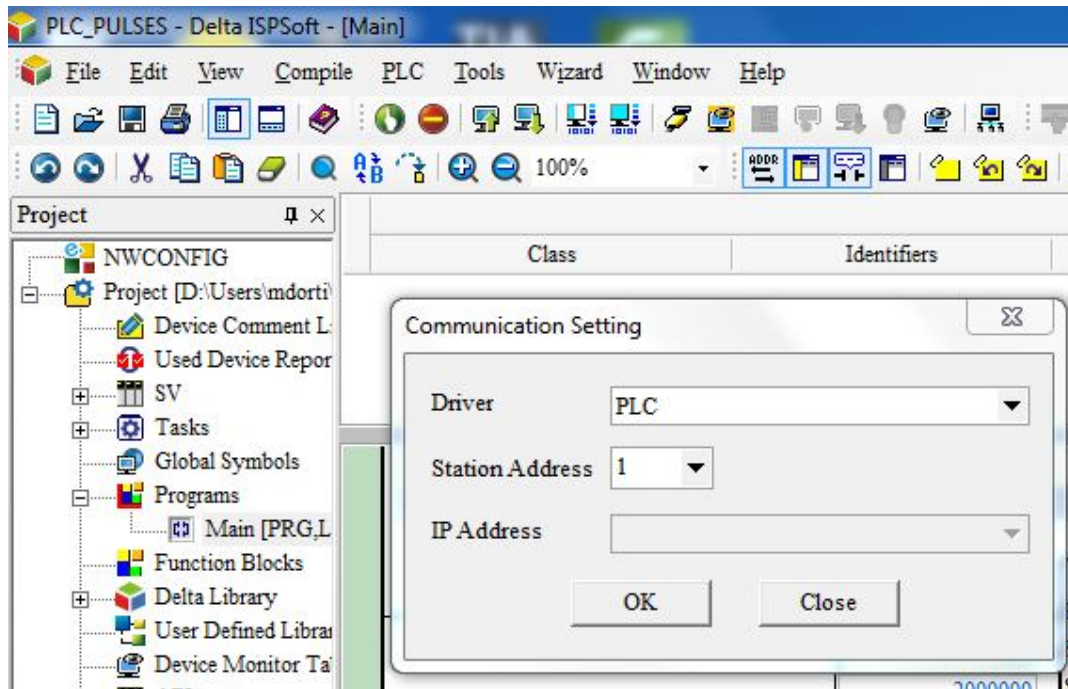 PLC_PULSES - Delta ISPSoft - [Main]
File Edit View Compile PLC Tools Wizard Window Help
100%
ADDR
Project
Class Identifiers
NWCONFIG
Project [D:\Users\mdorti\
Device Comment L
Used Device Repor
SV
Tasks
Global Symbols
Programs
Main [PRG,L
Function Blocks
Delta Library
User Defined Librar
Device Monitor Ta
Communication Setting
Driver PLC
Station Address 1
IP Address
OK Close
2000000